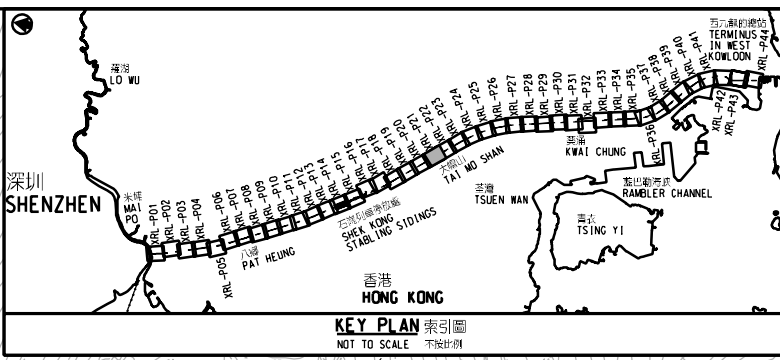 羅湖
LO WU
深圳
SHENZHEN
米埔
MAI
PO
XRL-P01
XRL-P02
XRL-P03
XRL-P04
XRL-P05
XRL-P06
XRL-P07
XRL-P08
XRL-P09
XRL-P10
XRL-P11
XRL-P12
XRL-P13
XRL-P14
XRL-P15
XRL-P16
XRL-P17
XRL-P18
XRL-P19
XRL-P20
XRL-P21
XRL-P22
XRL-P23
XRL-P24
XRL-P25
XRL-P26
XRL-P27
XRL-P28
XRL-P29
XRL-P30
XRL-P31
XRL-P32
XRL-P33
XRL-P34
XRL-P35
XRL-P36
XRL-P37
XRL-P38
XRL-P39
XRL-P40
XRL-P41
XRL-P42
XRL-P43
XRL-P44
西九龍的總站
TERMINUS
IN WEST
KOWLOON
八鄉
PAT HEUNG
SHEK KONG
STABLING SIDINGS
大帽山
TAI MO SHAN
葵涌
KWAI CHUNG
荃灣
TSUEN WAN
藍巴勒海峽
RAMBLER CHANNEL
青衣
TSING YI
香港
HONG KONG
KEY PLAN 索引圖
NOT TO SCALE 不按比例